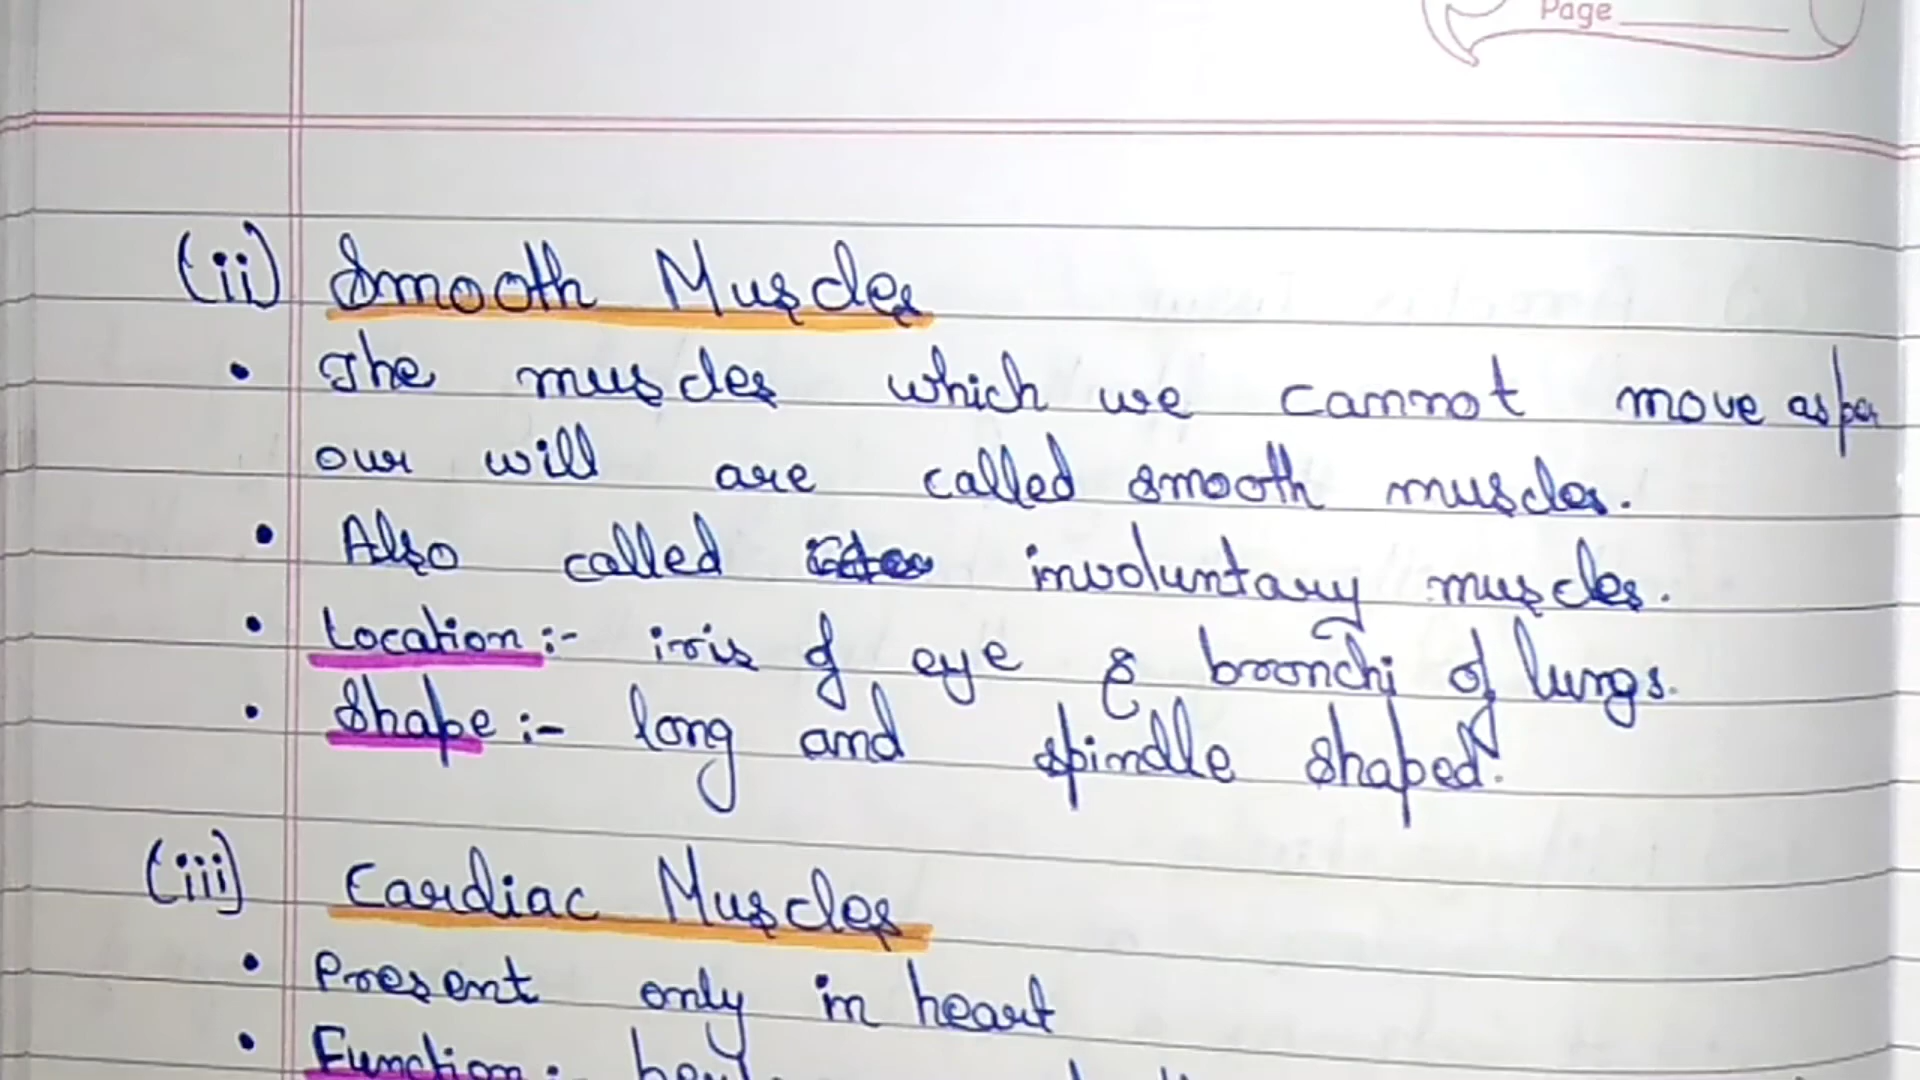 Page
(ii) Smooth Muscles
• The muscles which we cannot move as per
our will are called smooth muscles.
• Also called involuntary muscles.
• Location :- iris of eye & bronchi of lungs.
• Shape :- long and spindle shaped.
(iii) Cardiac Muscles
• Present only in heart
• Function :-